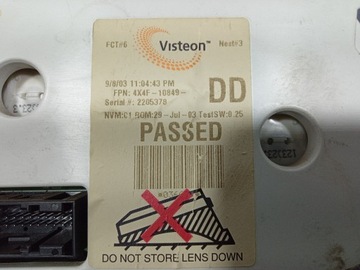 FCT#6 Visteon™ Nest#3
9/8/03 11:04:43 PM
FPN: 4X4F-10849-
DD
Serial #: 2205378
NVM:C1 ROM:29-Jul-03 TestSW:0.25
PASSED
DO NOT STORE LENS DOWN